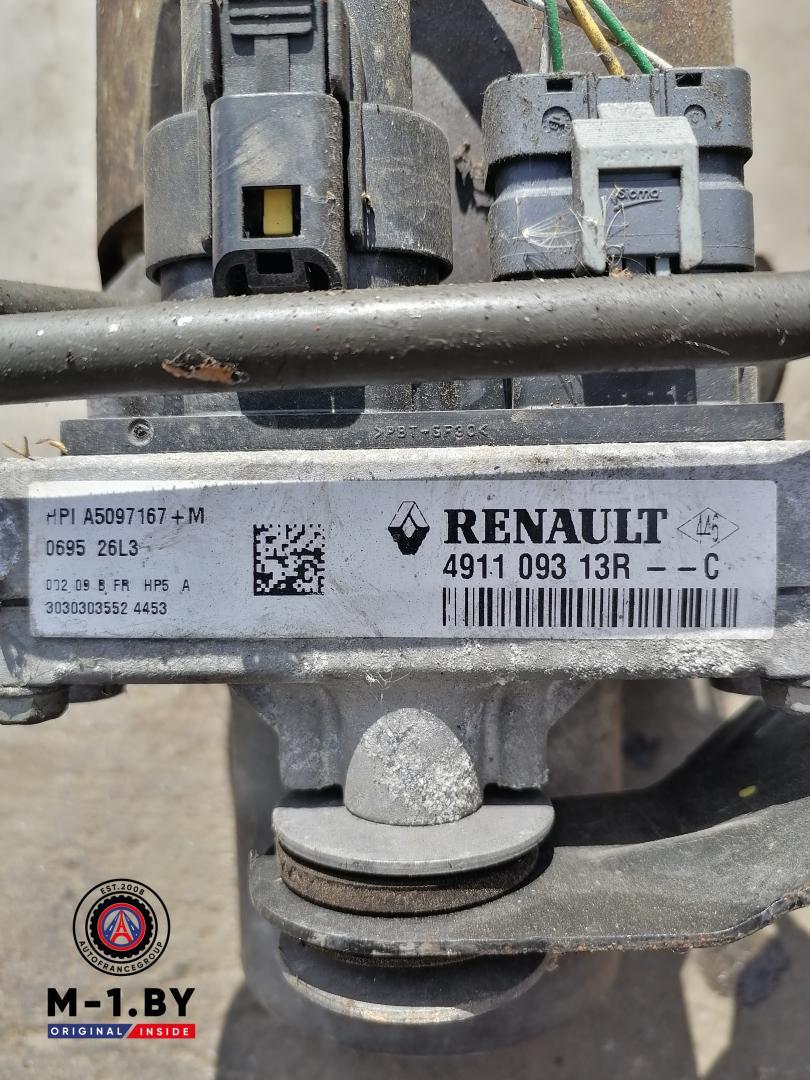 sicma
>PBT-GF30<
HPI A5097167+M
0695 26L3
002 09 B FR HP5 A
3030303552 4453
RENAULT
4911 093 13R - - C
EST.2008
AUTOFRANCEGROUP
M-1.BY
ORIGINAL INSIDE